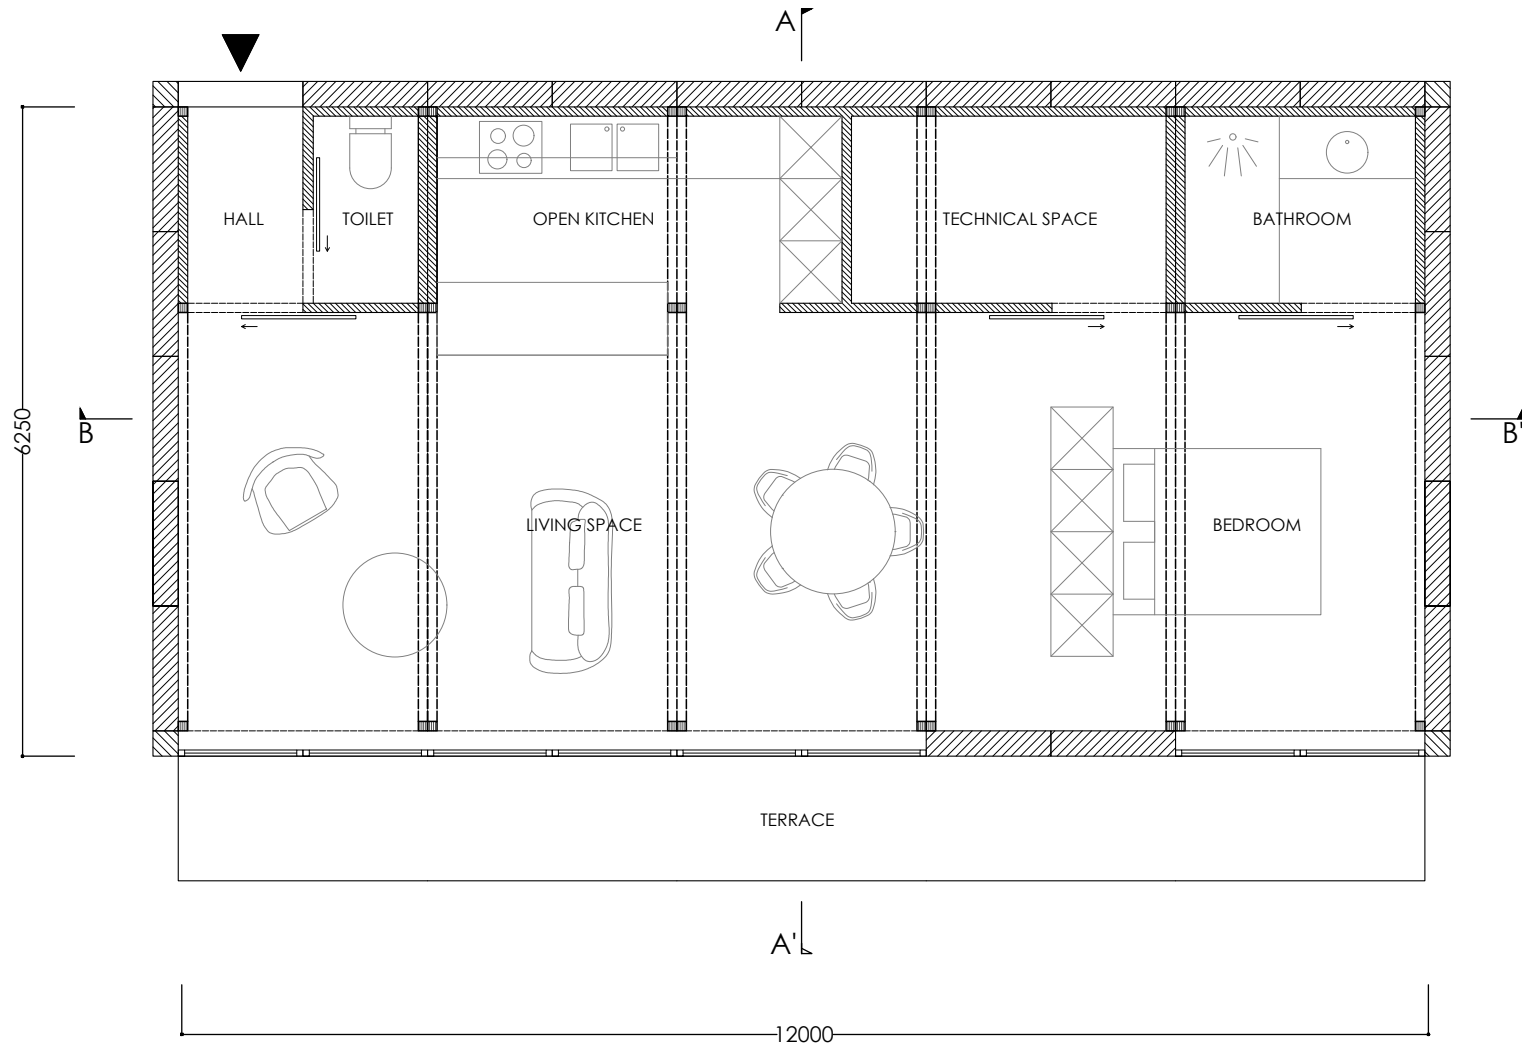 A
HALL
TOILET
OPEN KITCHEN
TECHNICAL SPACE
BATHROOM
6250
B
B'
LIVING SPACE
BEDROOM
TERRACE
A'
12000